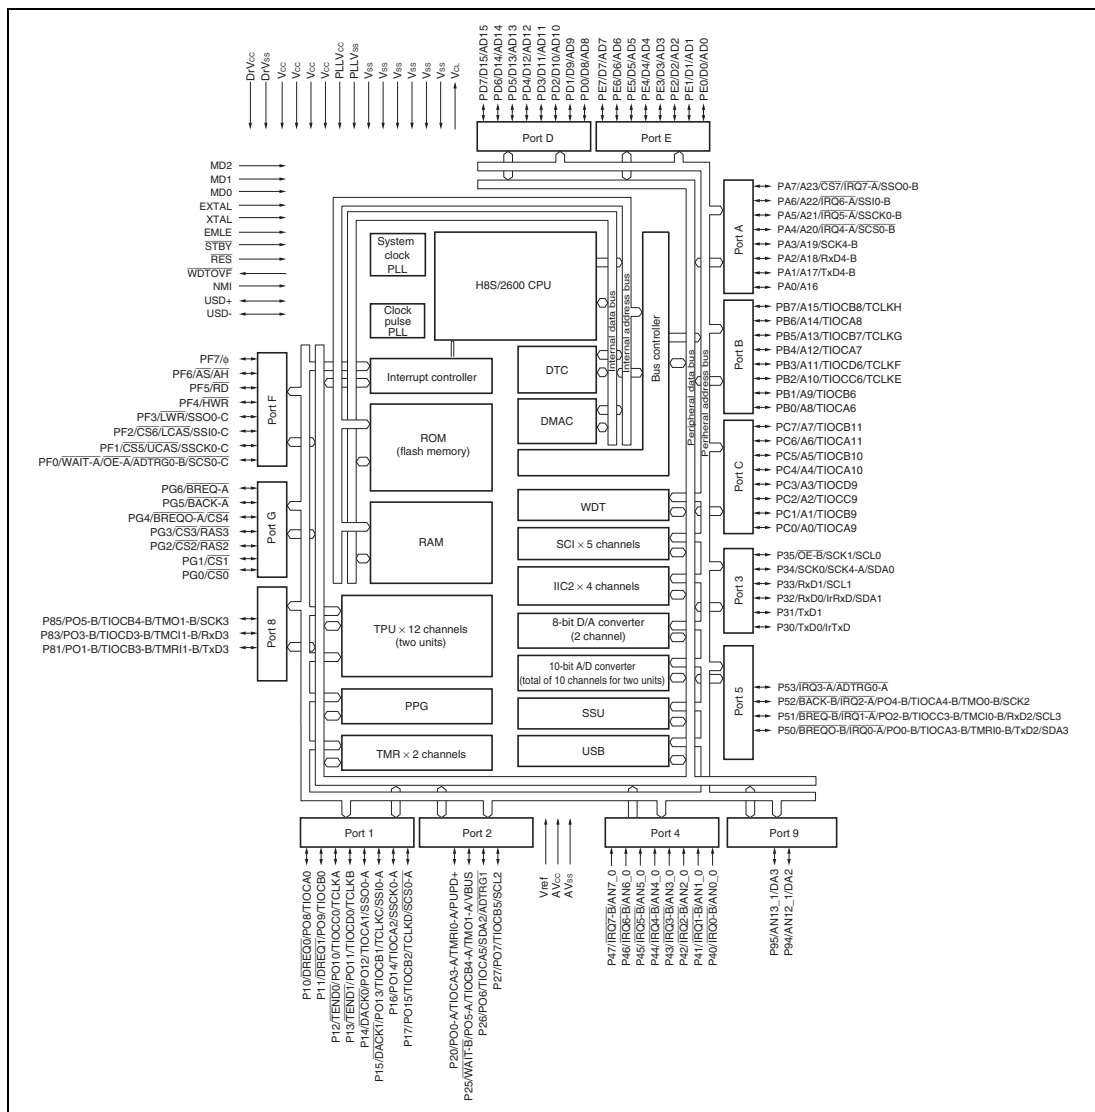 DrVCC
DrVSS
VCC
VCC
VCC
VCC
PLLVCC
PLLVSS
VSS
VSS
VSS
VSS
VSS
VSS
VCL
PD7/D15/AD15
PD6/D14/AD14
PD5/D13/AD13
PD4/D12/AD12
PD3/D11/AD11
PD2/D10/AD10
PD1/D9/AD9
PD0/D8/AD8
PE7/D7/AD7
PE6/D6/AD6
PE5/D5/AD5
PE4/D4/AD4
PE3/D3/AD3
PE2/D2/AD2
PE1/D1/AD1
PE0/D0/AD0
Port D
Port E
MD2
MD1
MD0
EXTAL
XTAL
EMLE
STBY
RES
WDTOVF
NMI
USD+
USD-
System
clock
PLL
Clock
pulse
PLL
H8S/2600 CPU
Internal data bus
Internal address bus
Bus controller
Peripheral data bus
Periheral address bus
Interrupt controller
DTC
DMAC
ROM
(flash memory)
RAM
WDT
SCI × 5 channels
IIC2 × 4 channels
TPU × 12 channels
(two units)
8-bit D/A converter
(2 channel)
10-bit A/D converter
(total of 10 channels for two units)
PPG
SSU
TMR × 2 channels
USB
PF7/ϕ
PF6/AS/AH
PF5/RD
PF4/HWR
PF3/LWR/SSO0-C
PF2/CS6/LCAS/SSI0-C
PF1/CS5/UCAS/SSCK0-C
PF0/WAIT-A/OE-A/ADTRG0-B/SCS0-C
Port F
PG6/BREQ-A
PG5/BACK-A
PG4/BREQO-A/CS4
PG3/CS3/RAS3
PG2/CS2/RAS2
PG1/CS1
PG0/CS0
Port G
P85/PO5-B/TIOCB4-B/TMO1-B/SCK3
P83/PO3-B/TIOCD3-B/TMCI1-B/RxD3
P81/PO1-B/TIOCB3-B/TMRI1-B/TxD3
Port 8
Port A
PA7/A23/CS7/IRQ7-A/SSO0-B
PA6/A22/IRQ6-A/SSI0-B
PA5/A21/IRQ5-A/SSCK0-B
PA4/A20/IRQ4-A/SCS0-B
PA3/A19/SCK4-B
PA2/A18/RxD4-B
PA1/A17/TxD4-B
PA0/A16
Port B
PB7/A15/TIOCB8/TCLKH
PB6/A14/TIOCA8
PB5/A13/TIOCB7/TCLKG
PB4/A12/TIOCA7
PB3/A11/TIOCD6/TCLKF
PB2/A10/TIOCC6/TCLKE
PB1/A9/TIOCB6
PB0/A8/TIOCA6
Port C
PC7/A7/TIOCB11
PC6/A6/TIOCA11
PC5/A5/TIOCB10
PC4/A4/TIOCA10
PC3/A3/TIOCD9
PC2/A2/TIOCC9
PC1/A1/TIOCB9
PC0/A0/TIOCA9
Port 3
P35/OE-B/SCK1/SCL0
P34/SCK0/SCK4-A/SDA0
P33/RxD1/SCL1
P32/RxD0/IrRxD/SDA1
P31/TxD1
P30/TxD0/IrTxD
Port 5
P53/IRQ3-A/ADTRG0-A
P52/BACK-B/IRQ2-A/PO4-B/TIOCA4-B/TMO0-B/SCK2
P51/BREQ-B/IRQ1-A/PO2-B/TIOCC3-B/TMCI0-B/RxD2/SCL3
P50/BREQO-B/IRQ0-A/PO0-B/TIOCA3-B/TMRI0-B/TxD2/SDA3
Port 1
Port 2
Port 4
Port 9
P10/DREQ0/PO8/TIOCA0
P11/DREQ1/PO9/TIOCB0
P12/TEND0/PO10/TIOCC0/TCLKA
P13/TEND1/PO11/TIOCD0/TCLKB
P14/DACK0/PO12/TIOCA1/SSO0-A
P15/DACK1/PO13/TIOCB1/TCLKC/SSI0-A
P16/PO14/TIOCA2/SSCK0-A
P17/PO15/TIOCB2/TCLKD/SCS0-A
P20/PO0-A/TIOCA3-A/TMRI0-A/PUPD+
P25/WAIT-B/PO5-A/TIOCB4-A/TMO1-A/VBUS
P26/PO6/TIOCA5/SDA2/ADTRG1
P27/PO7/TIOCB5/SCL2
Vref
AVCC
AVSS
P47/IRQ7-B/AN7_0
P46/IRQ6-B/AN6_0
P45/IRQ5-B/AN5_0
P44/IRQ4-B/AN4_0
P43/IRQ3-B/AN3_0
P42/IRQ2-B/AN2_0
P41/IRQ1-B/AN1_0
P40/IRQ0-B/AN0_0
P95/AN13_1/DA3
P94/AN12_1/DA2